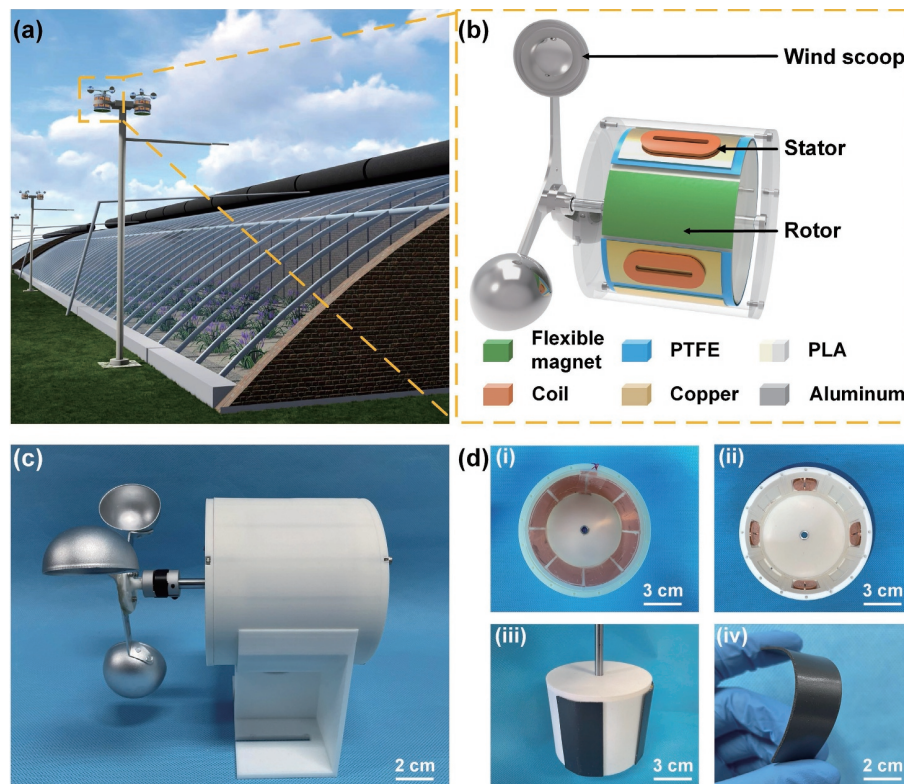 (a)
(b)
Wind scoop
Stator
Rotor
Flexible
magnet
PTFE
PLA
Coil
Copper
Aluminum
(c)
2 cm
(d)
(i)
3 cm
(ii)
3 cm
(iii)
3 cm
(iv)
2 cm